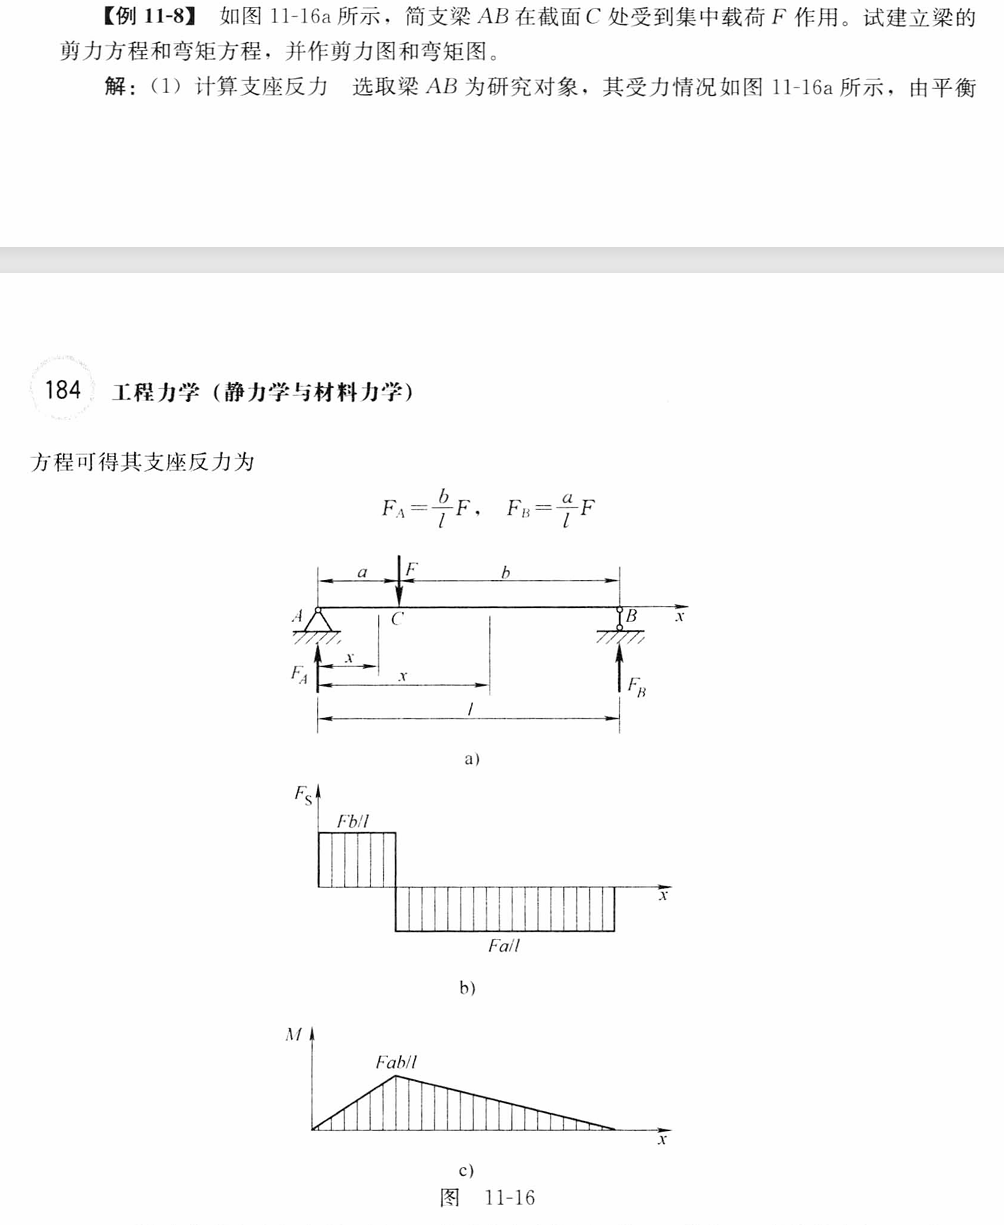 【例 11-8】 如图 11-16a 所示，简支梁 AB 在截面 C 处受到集中载荷 F 作用。试建立梁的
剪力方程和弯矩方程，并作剪力图和弯矩图。
解：（1）计算支座反力 选取梁 AB 为研究对象，其受力情况如图 11-16a 所示，由平衡
184 工程力学（静力学与材料力学）
方程可得其支座反力为
F_A = b/l F， F_B = a/l F
a F b
A C B x
F_A x x F_B
l
a)
F_S
Fb/l
x
Fa/l
b)
M
Fab/l
x
c)
图 11-16